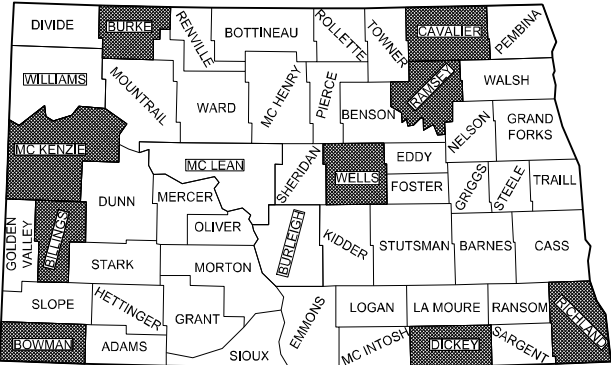 DIVIDE
BURKE
RENVILLE
BOTTINEAU
ROLLETTE
TOWNER
CAVALIER
PEMBINA
WILLIAMS
MOUNTRAIL
WARD
MC HENRY
PIERCE
BENSON
RAMSEY
WALSH
MC KENZIE
NELSON
GRAND
FORKS
MC LEAN
SHERIDAN
WELLS
EDDY
FOSTER
GRIGGS
STEELE
TRAILL
DUNN
MERCER
OLIVER
GOLDEN
VALLEY
BILLINGS
STARK
MORTON
BURLEIGH
KIDDER
STUTSMAN
BARNES
CASS
SLOPE
HETTINGER
GRANT
EMMONS
LOGAN
LA MOURE
RANSOM
RICHLAND
BOWMAN
ADAMS
SIOUX
MC INTOSH
DICKEY
SARGENT